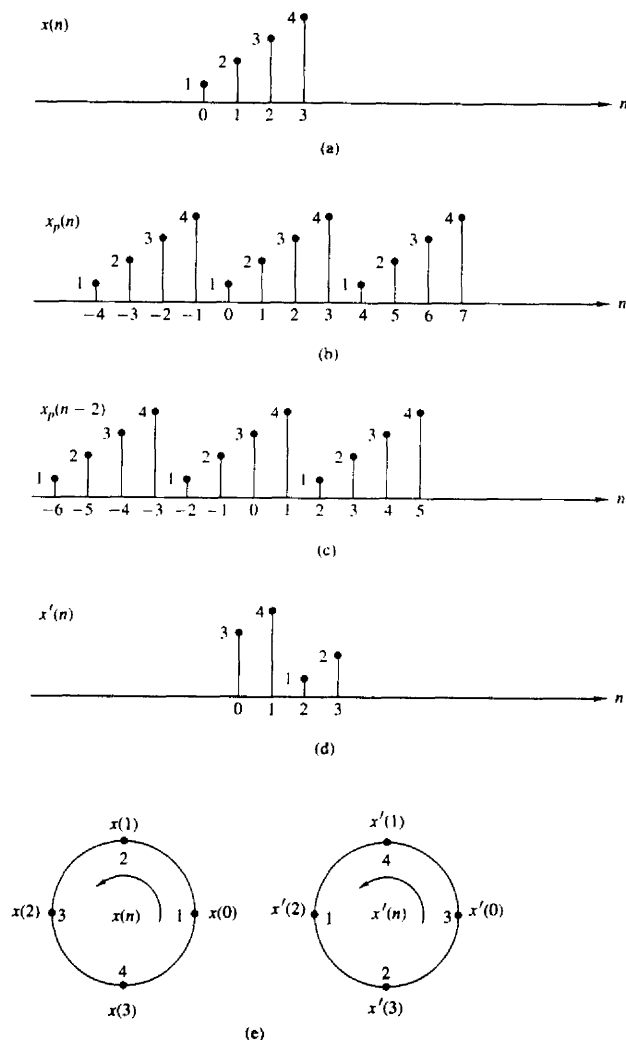 x(n)
1 2 3 4
0 1 2 3 n
(a)
x_p(n)
1 2 3 4 1 2 3 4 1 2 3 4
−4 −3 −2 −1 0 1 2 3 4 5 6 7 n
(b)
x_p(n − 2)
1 2 3 4 1 2 3 4 1 2 3 4
−6 −5 −4 −3 −2 −1 0 1 2 3 4 5 n
(c)
x′(n)
3 4 1 2
0 1 2 3 n
(d)
x(1) x′(1)
2 4
x(2) 3 x(n) 1 x(0) x′(2) 1 x′(n) 3 x′(0)
4 2
x(3) x′(3)
(e)